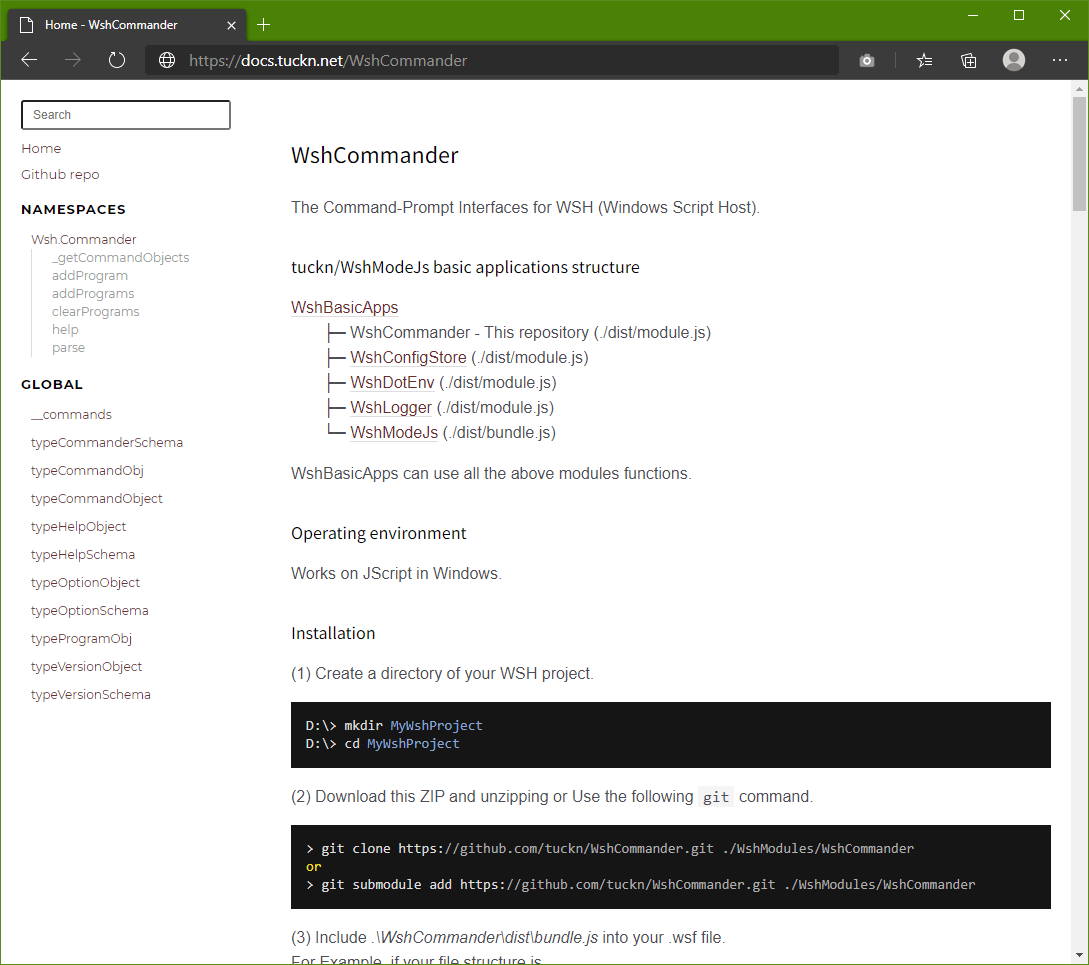 Home - WshCommander
https://docs.tuckn.net/WshCommander
Search
Home
Github repo
NAMESPACES
Wsh.Commander
_getCommandObjects
addProgram
addPrograms
clearPrograms
help
parse
GLOBAL
__commands
typeCommanderSchema
typeCommandObj
typeCommandObject
typeHelpObject
typeHelpSchema
typeOptionObject
typeOptionSchema
typeProgramObj
typeVersionObject
typeVersionSchema
WshCommander
The Command-Prompt Interfaces for WSH (Windows Script Host).
tuckn/WshModeJs basic applications structure
WshBasicApps
├─ WshCommander - This repository (./dist/module.js)
├─ WshConfigStore (./dist/module.js)
├─ WshDotEnv (./dist/module.js)
├─ WshLogger (./dist/module.js)
└─ WshModeJs (./dist/bundle.js)
WshBasicApps can use all the above modules functions.
Operating environment
Works on JScript in Windows.
Installation
(1) Create a directory of your WSH project.
D:\> mkdir MyWshProject
D:\> cd MyWshProject
(2) Download this ZIP and unzipping or Use the following git command.
> git clone https://github.com/tuckn/WshCommander.git ./WshModules/WshCommander
or
> git submodule add https://github.com/tuckn/WshCommander.git ./WshModules/WshCommander
(3) Include .\WshCommander\dist\bundle.js into your .wsf file.
For Example, if your file structure is